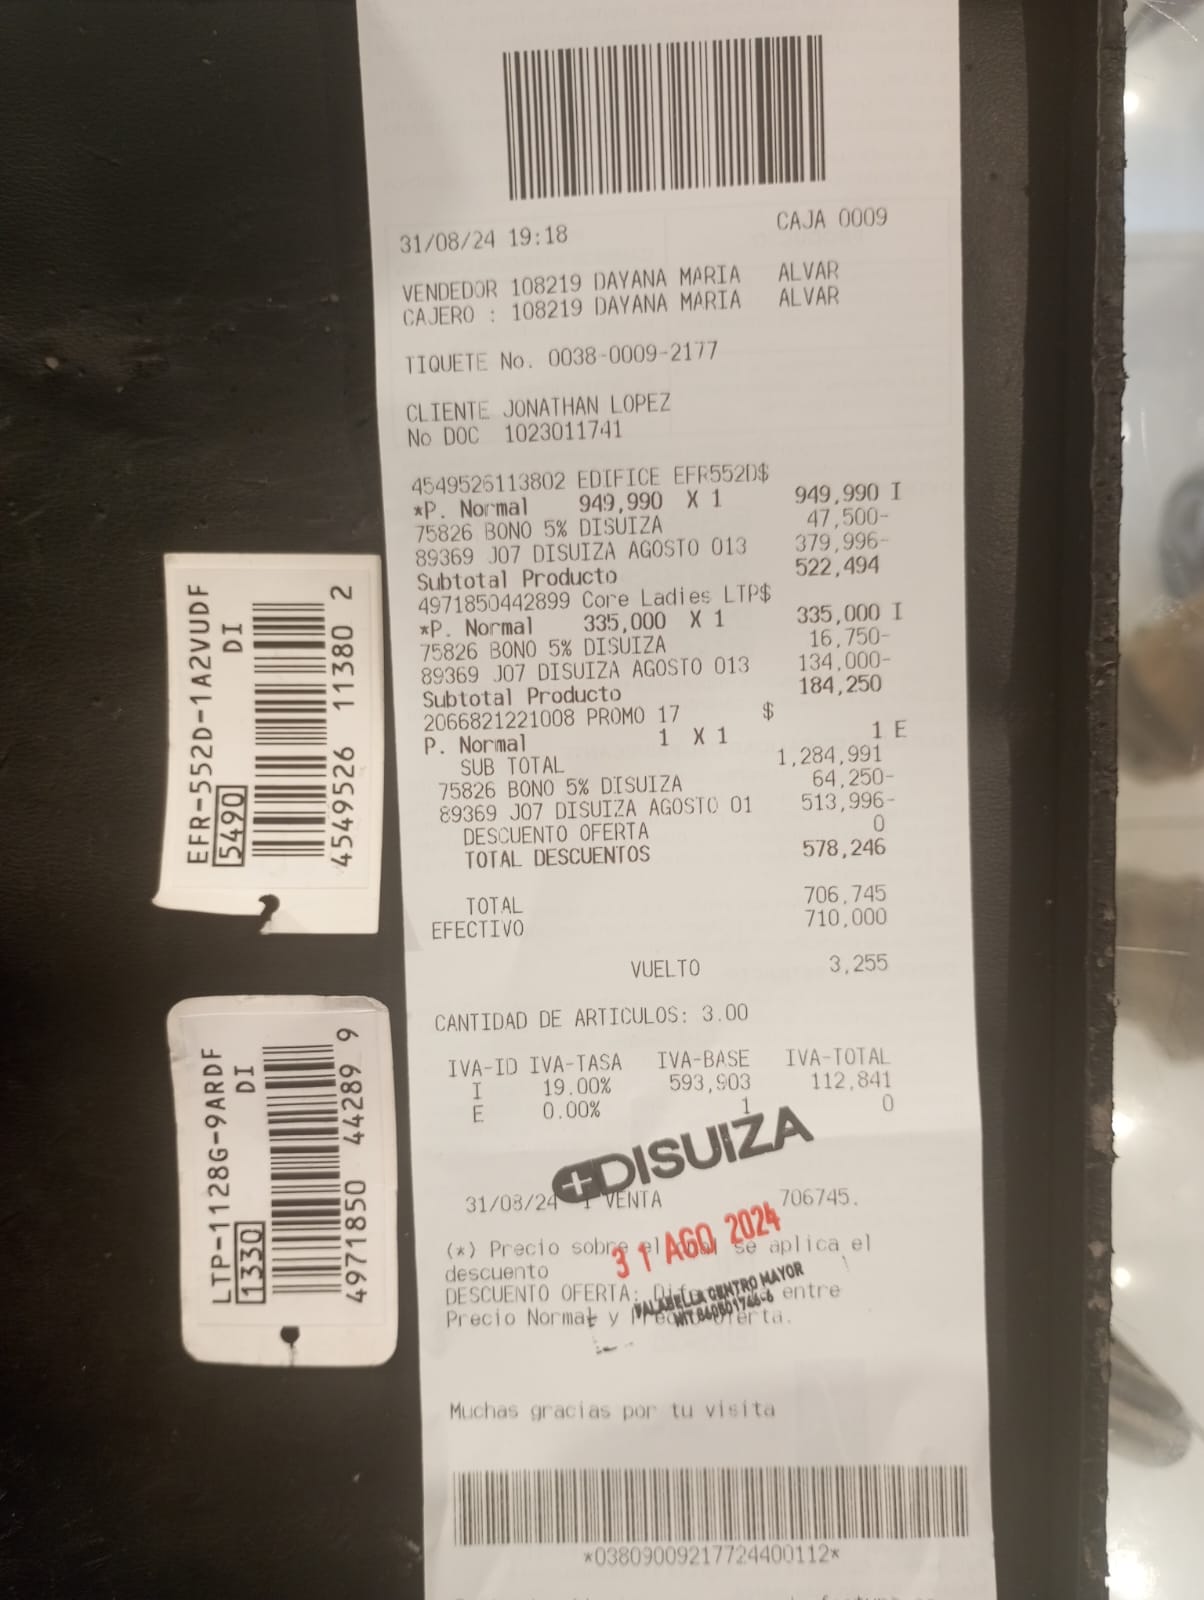 31/08/24 19:18 CAJA 0009
VENDEDOR 108219 DAYANA MARIA ALVAR
CAJERO : 108219 DAYANA MARIA ALVAR
TIQUETE No. 0038-0009-2177
CLIENTE JONATHAN LOPEZ
No DOC 1023011741
4549526113802 EDIFICE EFR552D$
*P. Normal 949,990 X 1 949,990 I
75826 BONO 5% DISUIZA 47,500-
89369 J07 DISUIZA AGOSTO 013 379,996-
Subtotal Producto 522,494
4971850442899 Core Ladies LTP$
*P. Normal 335,000 X 1 335,000 I
75826 BONO 5% DISUIZA 16,750-
89369 J07 DISUIZA AGOSTO 013 134,000-
Subtotal Producto 184,250
2066821221008 PROMO 17 $
P. Normal 1 X 1 1 E
SUB TOTAL 1,284,991
75826 BONO 5% DISUIZA 64,250-
89369 J07 DISUIZA AGOSTO 01 513,996-
DESCUENTO OFERTA 0
TOTAL DESCUENTOS 578,246
TOTAL 706,745
EFECTIVO 710,000
VUELTO 3,255
CANTIDAD DE ARTICULOS: 3.00
IVA-ID IVA-TASA IVA-BASE IVA-TOTAL
I 19.00% 593,903 112,841
E 0.00% 1 0
+DISUIZA
31/08/24 1 VENTA 706745.
31 AGO 2024
(*) Precio sobre el se aplica el
descuento
DESCUENTO OFERTA: entre
Precio Normal y
FALABELLA CENTRO MAYOR
NIT.860801746-6
Muchas gracias por tu visita
*03809009217724400112*
EFR-552D-1A2VUDF
DI
5490
4549526 11380 2
LTP-1128G-9ARDF
DI
1330
4971850 44289 9